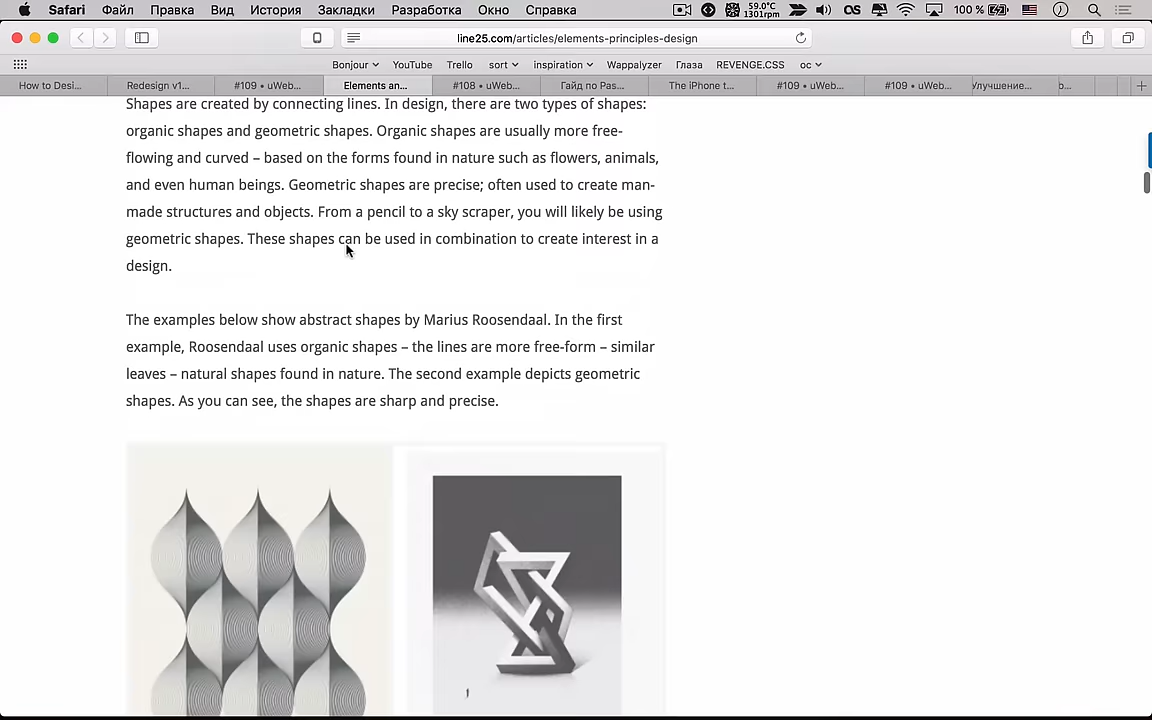 Safari Файл Правка Вид История Закладки Разработка Окно Справка 59.0°C 1301rpm OS 100 %
line25.com/articles/elements-principles-design
Bonjour YouTube Trello sort inspiration Wappalyzer Глаза REVENGE.CSS ос
How to Desi... Redesign v1... #109 • uWeb... Elements an... #108 • uWeb... Гайд по Pas... The iPhone t... #109 • uWeb... #109 • uWeb... Улучшение... b...
Shapes are created by connecting lines. In design, there are two types of shapes:
organic shapes and geometric shapes. Organic shapes are usually more free-
flowing and curved – based on the forms found in nature such as flowers, animals,
and even human beings. Geometric shapes are precise; often used to create man-
made structures and objects. From a pencil to a sky scraper, you will likely be using
geometric shapes. These shapes can be used in combination to create interest in a
design.
The examples below show abstract shapes by Marius Roosendaal. In the first
example, Roosendaal uses organic shapes – the lines are more free-form – similar
leaves – natural shapes found in nature. The second example depicts geometric
shapes. As you can see, the shapes are sharp and precise.